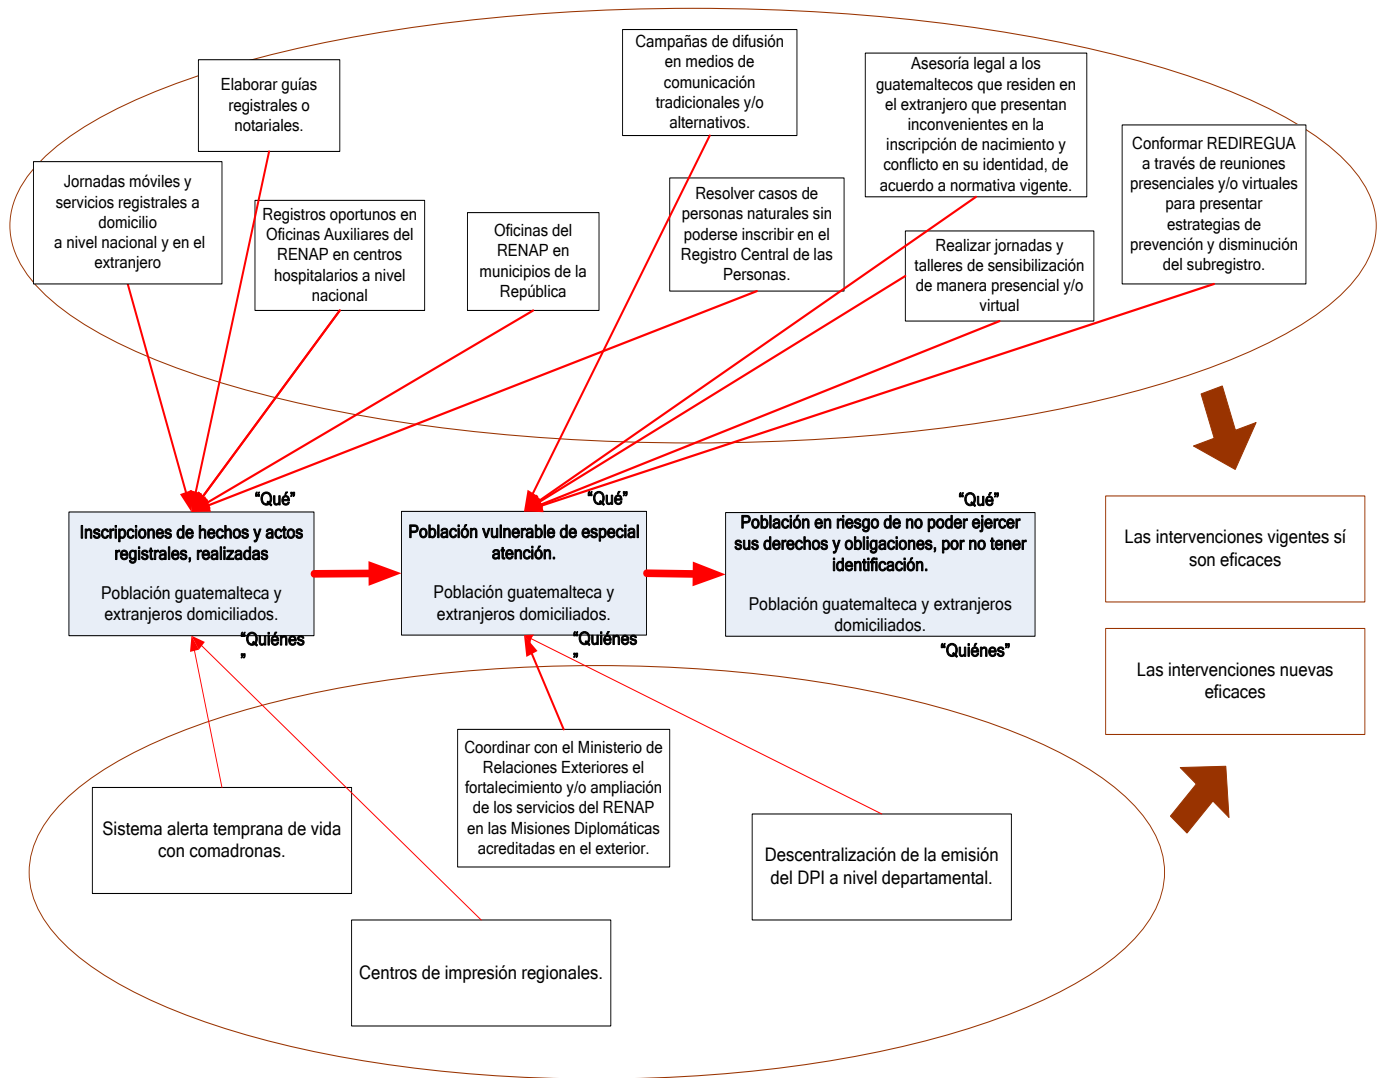 Campañas de difusión
en medios de
comunicación
tradicionales y/o
alternativos.
Asesoría legal a los
guatemaltecos que residen en
el extranjero que presentan
inconvenientes en la
inscripción de nacimiento y
conflicto en su identidad, de
acuerdo a normativa vigente.
Elaborar guías
registrales o
notariales.
Conformar REDIREGUA
a través de reuniones
presenciales y/o virtuales
para presentar
estrategias de
prevención y disminución
del subregistro.
Jornadas móviles y
servicios registrales a
domicilio
a nivel nacional y en el
extranjero
Registros oportunos en
Oficinas Auxiliares del
RENAP en centros
hospitalarios a nivel
nacional
Oficinas del
RENAP en
municipios de la
República
Resolver casos de
personas naturales sin
poderse inscribir en el
Registro Central de las
Personas.
Realizar jornadas y
talleres de sensibilización
de manera presencial y/o
virtual
“Qué”
Inscripciones de hechos y actos
registrales, realizadas
Población guatemalteca y
extranjeros domiciliados.
“Quiénes
”
“Qué”
Población vulnerable de especial
atención.
Población guatemalteca y
extranjeros domiciliados.
“Quiénes
”
“Qué”
Población en riesgo de no poder ejercer
sus derechos y obligaciones, por no tener
identificación.
Población guatemalteca y extranjeros
domiciliados.
“Quiénes”
Las intervenciones vigentes sí
son eficaces
Las intervenciones nuevas
eficaces
Sistema alerta temprana de vida
con comadronas.
Coordinar con el Ministerio de
Relaciones Exteriores el
fortalecimiento y/o ampliación
de los servicios del RENAP
en las Misiones Diplomáticas
acreditadas en el exterior.
Descentralización de la emisión
del DPI a nivel departamental.
Centros de impresión regionales.